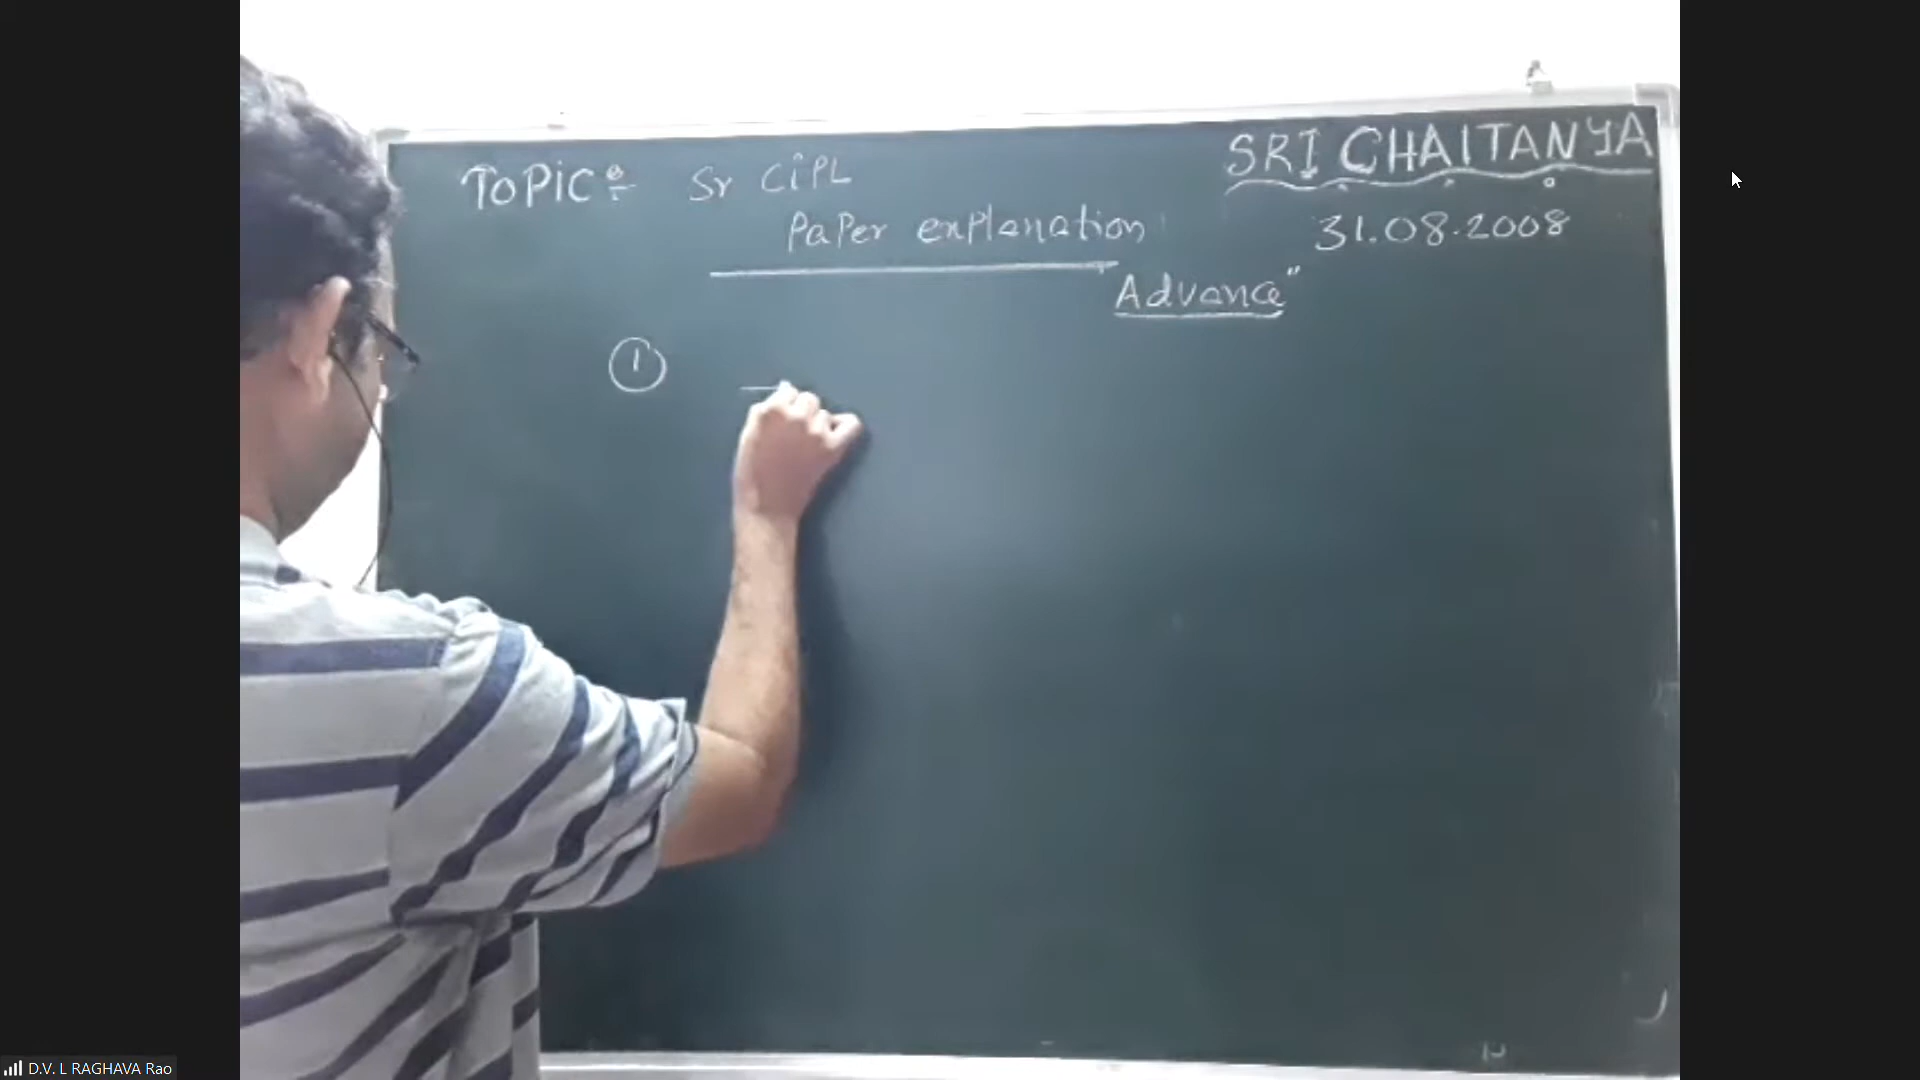 SRI CHAITANYA
TOPIC:- Sr CiPL
PaPer explanation
31.08.2008
"Advance"
1
D.V. L RAGHAVA Rao